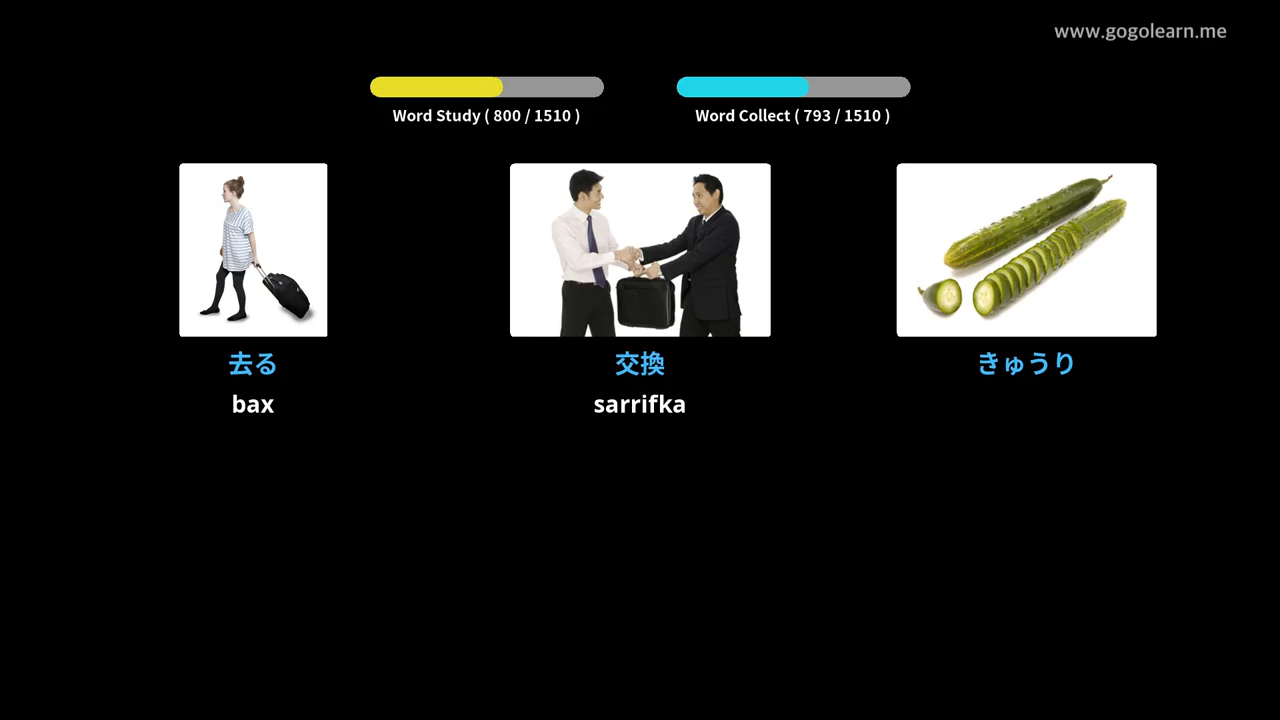 www.gogolearn.me
Word Study ( 800 / 1510 )
Word Collect ( 793 / 1510 )
去る
bax
交換
sarrifka
きゅうり